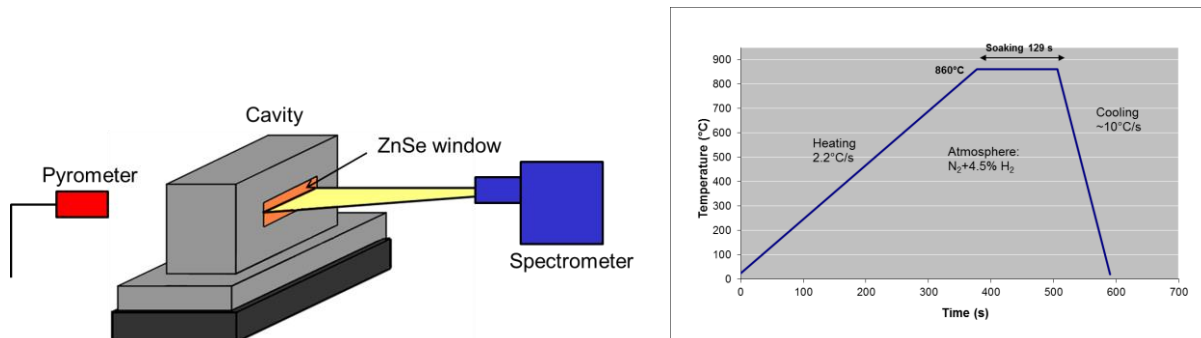 Cavity
ZnSe window
Pyrometer
Spectrometer
Soaking 129 s
860°C
Heating
2.2°C/s
Atmosphere:
N₂+4.5% H₂
Cooling
~10°C/s
Temperature (°C)
900
800
700
600
500
400
300
200
100
0
0 100 200 300 400 500 600 700
Time (s)